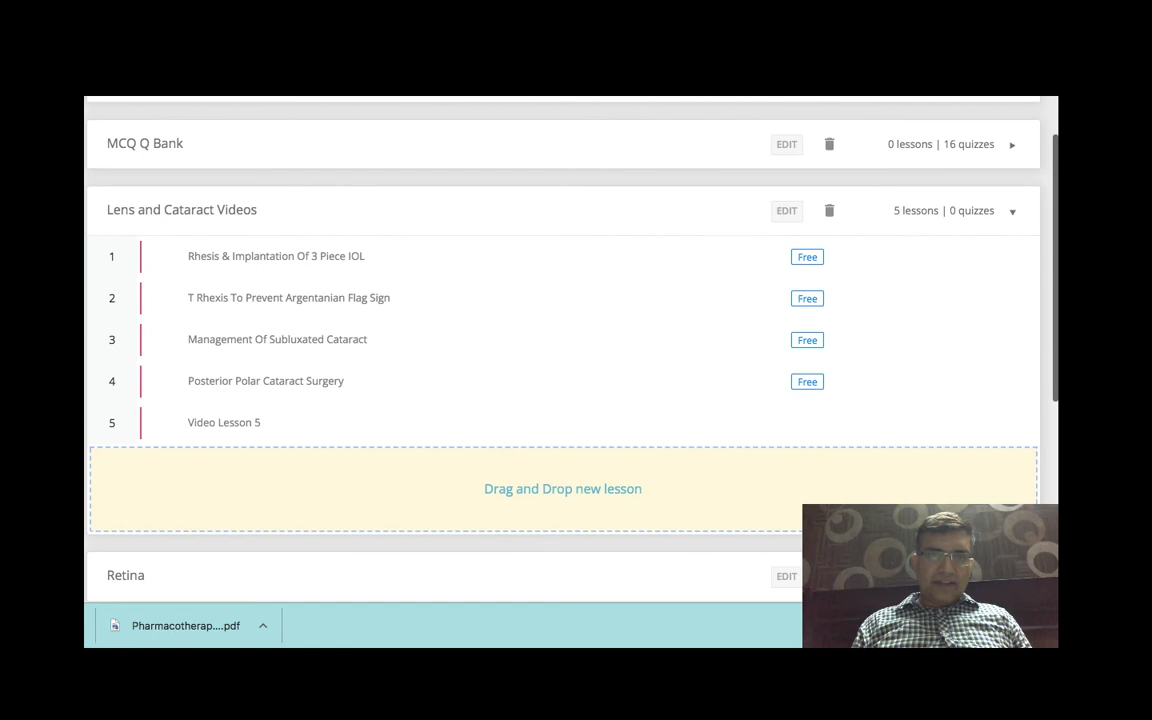 MCQ Q Bank EDIT 0 lessons | 16 quizzes
Lens and Cataract Videos EDIT 5 lessons | 0 quizzes
1 Rhesis & Implantation Of 3 Piece IOL Free
2 T Rhexis To Prevent Argentanian Flag Sign Free
3 Management Of Subluxated Cataract Free
4 Posterior Polar Cataract Surgery Free
5 Video Lesson 5
Drag and Drop new lesson
Retina EDIT
Pharmacotherap....pdf